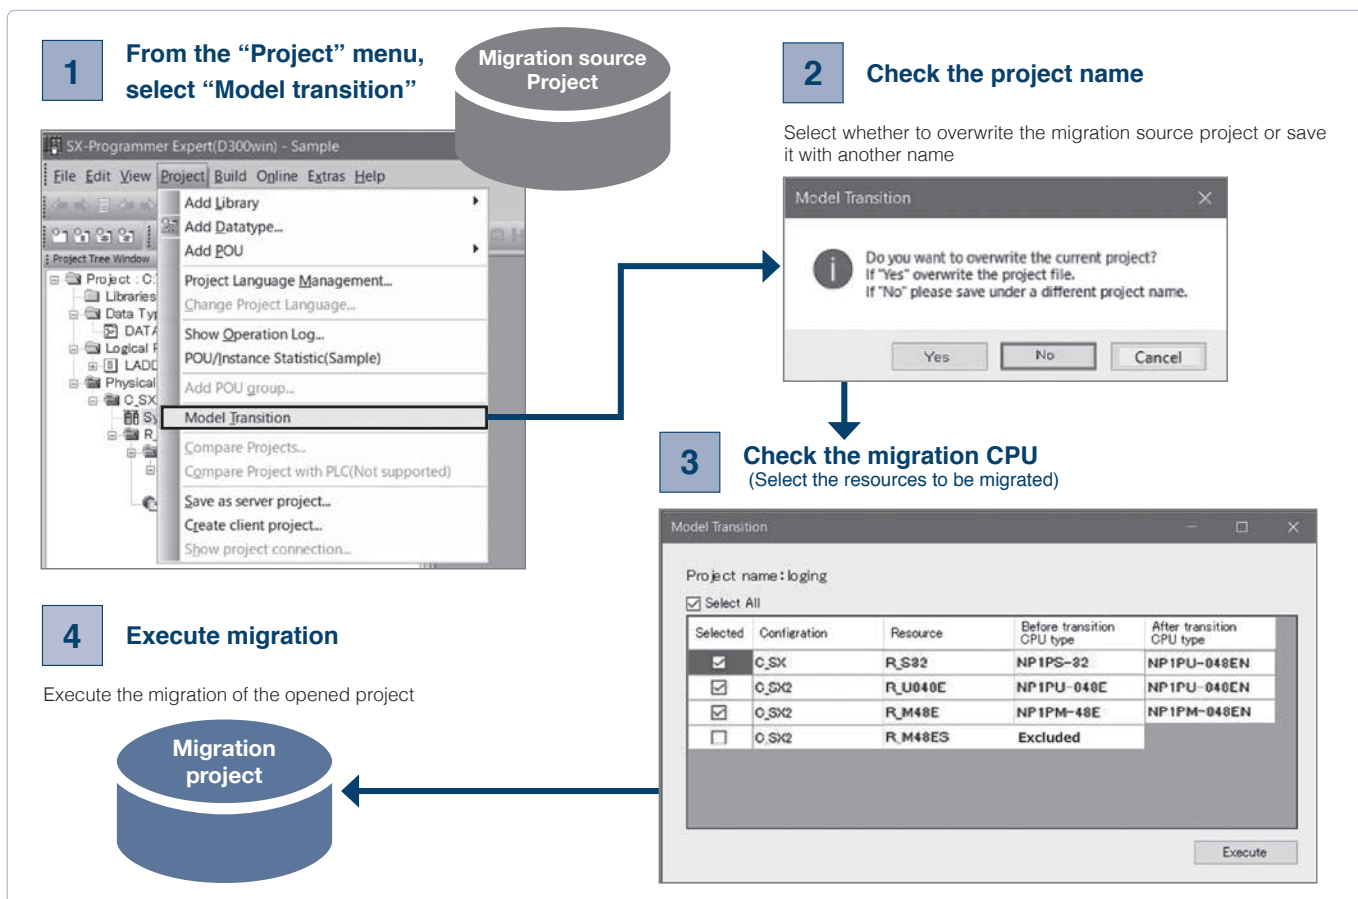 1
From the “Project” menu,
select “Model transition”
Migration source
Project
SX-Programmer Expert(D300win) - Sample
File Edit View Project Build Online Extras Help
Add Library
Add Datatype...
Add POU
Project Language Management...
Change Project Language...
Show Operation Log...
POU/Instance Statistic(Sample)
Add POU group...
Model Transition
Compare Projects...
Compare Project with PLC(Not supported)
Save as server project...
Create client project...
Show project connection...
Project Tree Window
Project : C:
Libraries
Data Typ
DATA
Logical P
LADD
Physical
C_SX
Sy
R_
2
Check the project name
Select whether to overwrite the migration source project or save
it with another name
Model Transition
Do you want to overwrite the current project?
If "Yes" overwrite the project file.
If "No" please save under a different project name.
Yes No Cancel
3
Check the migration CPU
(Select the resources to be migrated)
Model Transition
Project name:loging
Select All
Selected Configration Resource Before transition CPU type After transition CPU type
C_SX R_S32 NP1PS-32 NP1PU-048EN
C_SX2 R_U048E NP1PU-048E NP1PU-048EN
C_SX2 R_M48E NP1PM-48E NP1PM-048EN
C_SX2 R_M48ES Excluded
Execute
4
Execute migration
Execute the migration of the opened project
Migration
project